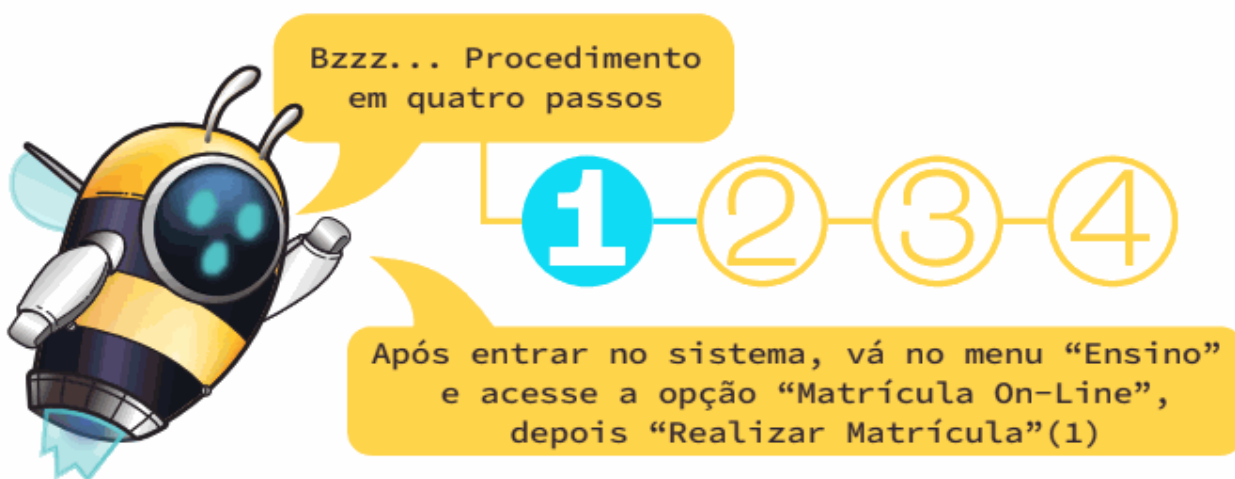 Bzzz... Procedimento
em quatro passos
1 2 3 4
Após entrar no sistema, vá no menu “Ensino”
e acesse a opção “Matrícula On-Line”,
depois “Realizar Matrícula”(1)